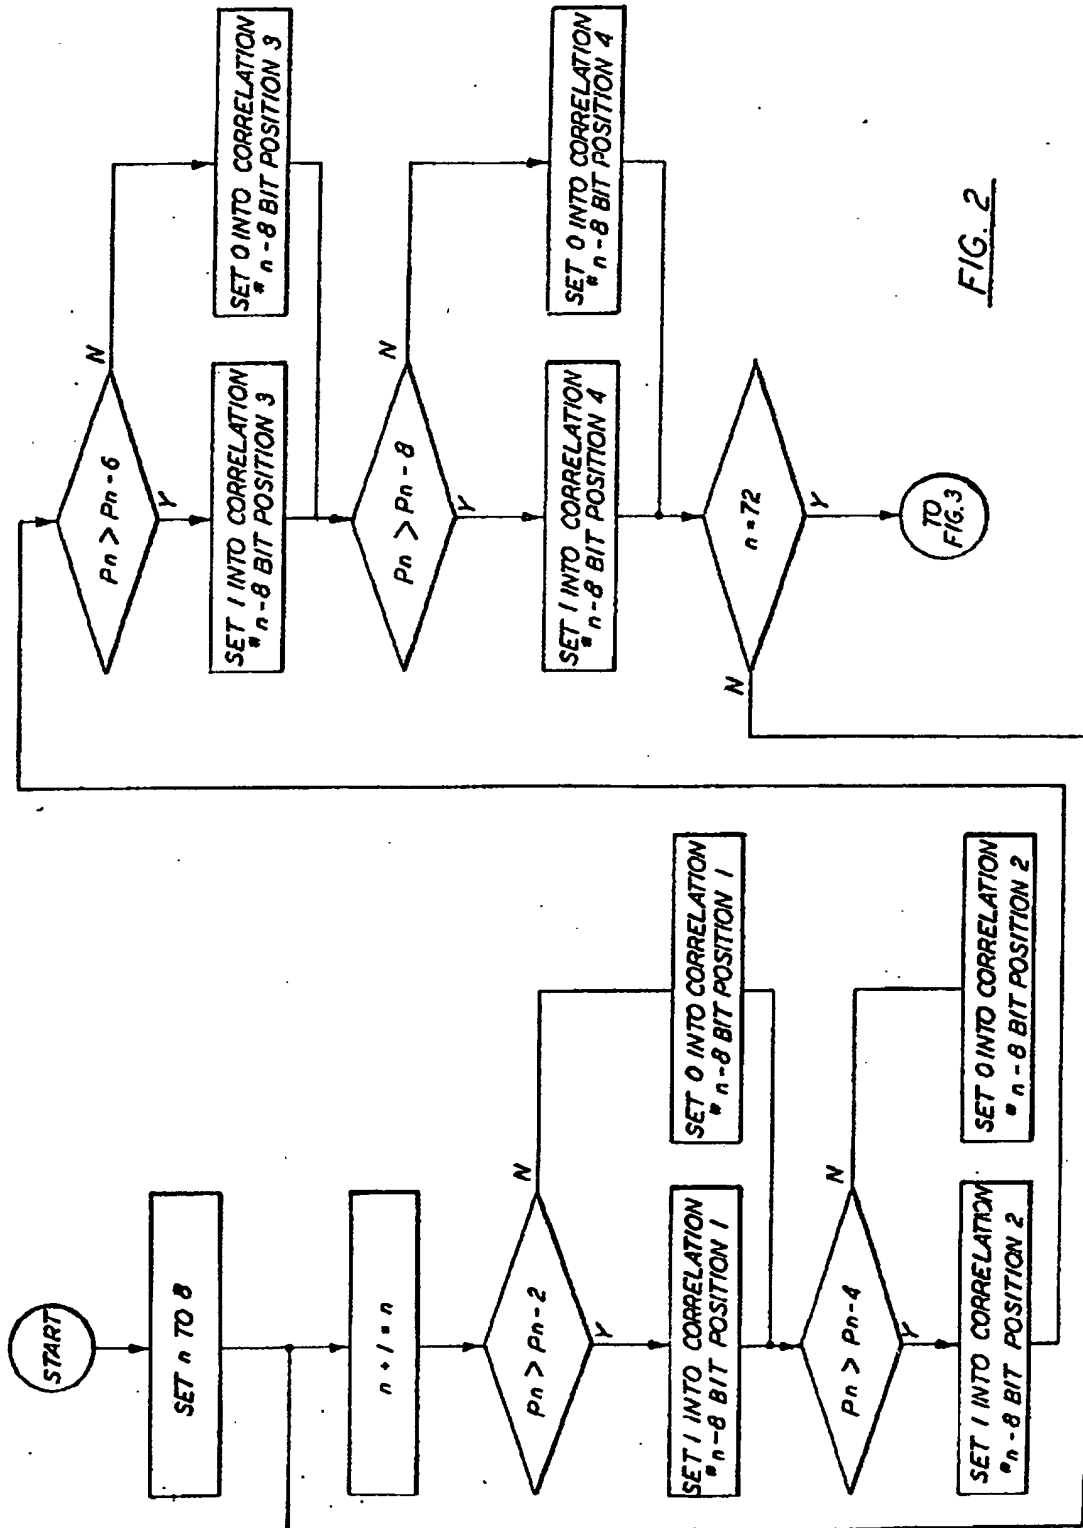 START
SET n TO 8
n + 1 = n
Pn > Pn-2
N
Y
SET 1 INTO CORRELATION
# n-8 BIT POSITION 1
SET 0 INTO CORRELATION
# n-8 BIT POSITION 1
Pn > Pn-4
N
Y
SET 1 INTO CORRELATION
# n-8 BIT POSITION 2
SET 0 INTO CORRELATION
# n-8 BIT POSITION 2
Pn > Pn-6
N
Y
SET 1 INTO CORRELATION
# n-8 BIT POSITION 3
SET 0 INTO CORRELATION
# n-8 BIT POSITION 3
Pn > Pn-8
N
Y
SET 1 INTO CORRELATION
# n-8 BIT POSITION 4
SET 0 INTO CORRELATION
# n-8 BIT POSITION 4
n=72
N
Y
TO
FIG.3
FIG. 2